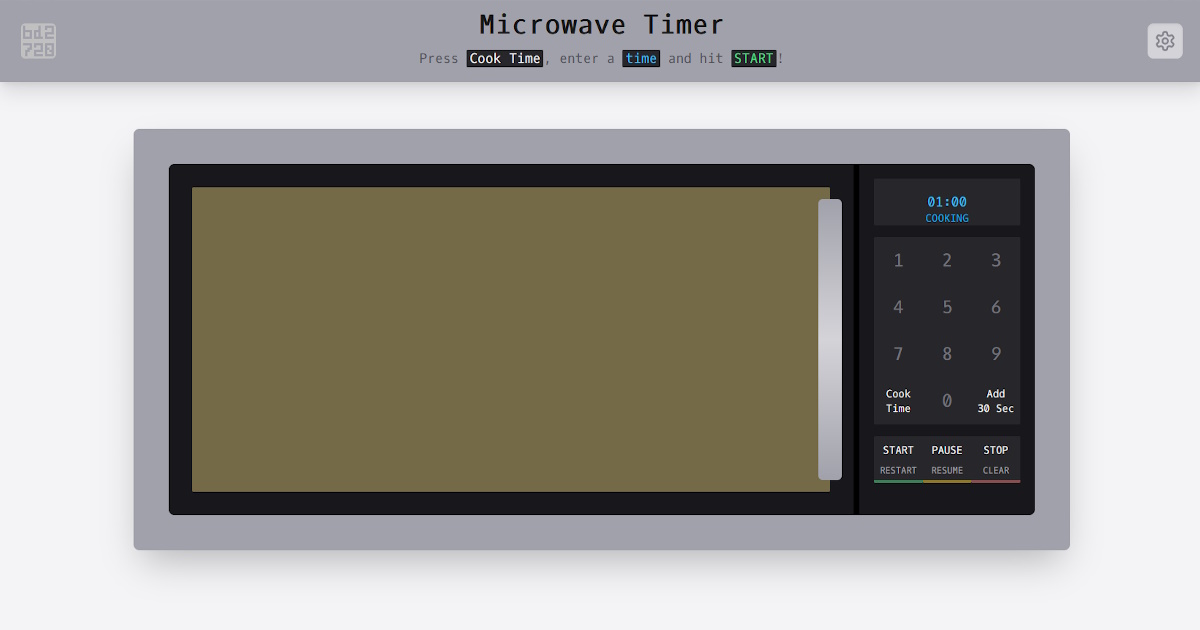 bd2
720
Microwave Timer
Press Cook Time, enter a time and hit START!
01:00
COOKING
1 2 3
4 5 6
7 8 9
Cook Time 0 Add 30 Sec
START PAUSE STOP
RESTART RESUME CLEAR